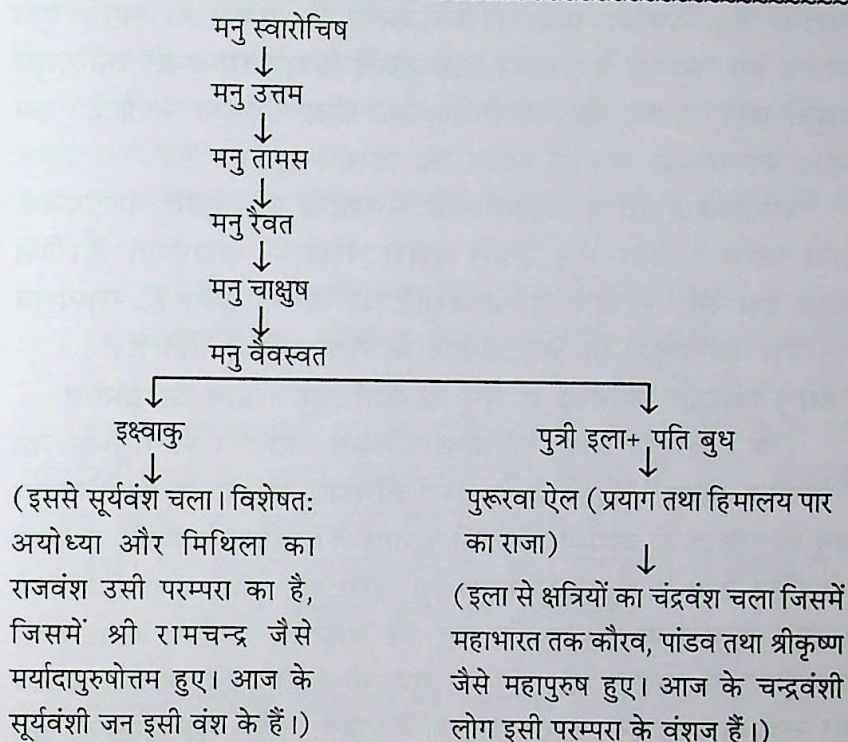 मनु स्वारोचिष
मनु उत्तम
मनु तामस
मनु रैवत
मनु चाक्षुष
मनु वैवस्वत
इक्ष्वाकु
पुत्री इला+ पति बुध
(इससे सूर्यवंश चला। विशेषतः
अयोध्या और मिथिला का
राजवंश उसी परम्परा का है,
जिसमें श्री रामचन्द्र जैसे
मर्यादापुरुषोत्तम हुए। आज के
सूर्यवंशी जन इसी वंश के हैं।)
पुरूरवा ऐल (प्रयाग तथा हिमालय पार
का राजा)
(इला से क्षत्रियों का चंद्रवंश चला जिसमें
महाभारत तक कौरव, पांडव तथा श्रीकृष्ण
जैसे महापुरुष हुए। आज के चन्द्रवंशी
लोग इसी परम्परा के वंशज हैं।)